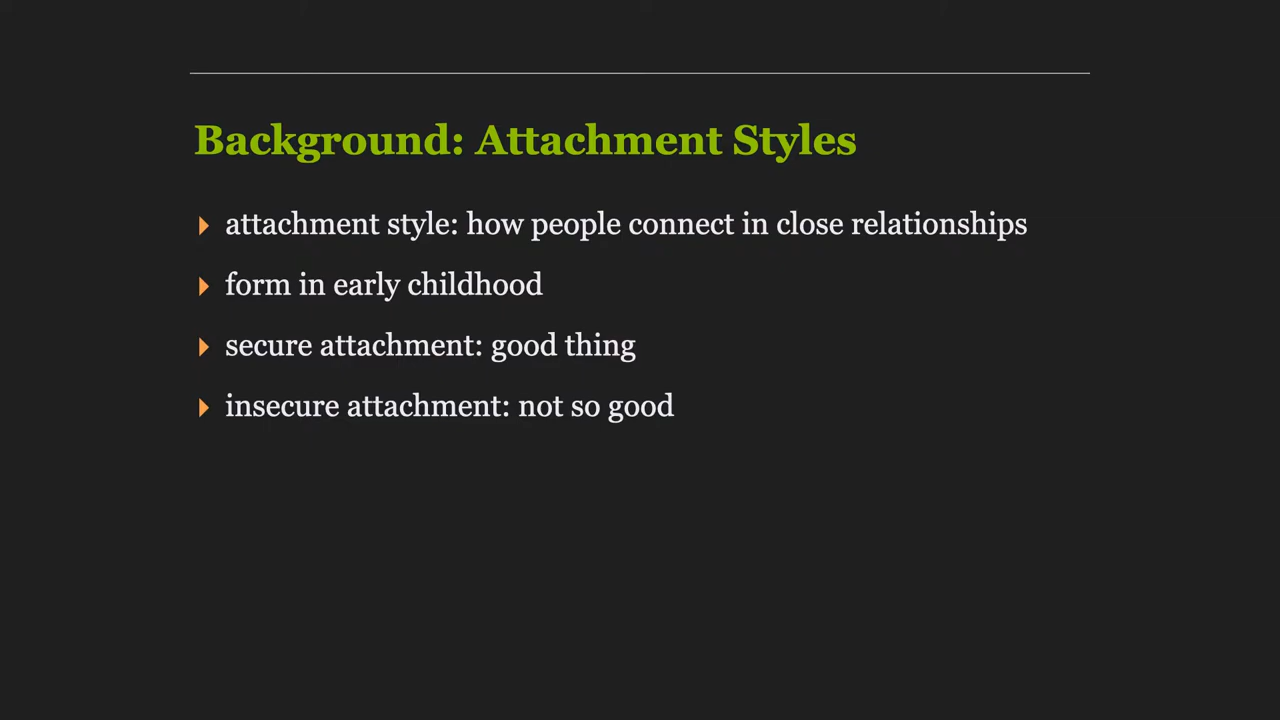 Background: Attachment Styles
attachment style: how people connect in close relationships
form in early childhood
secure attachment: good thing
insecure attachment: not so good